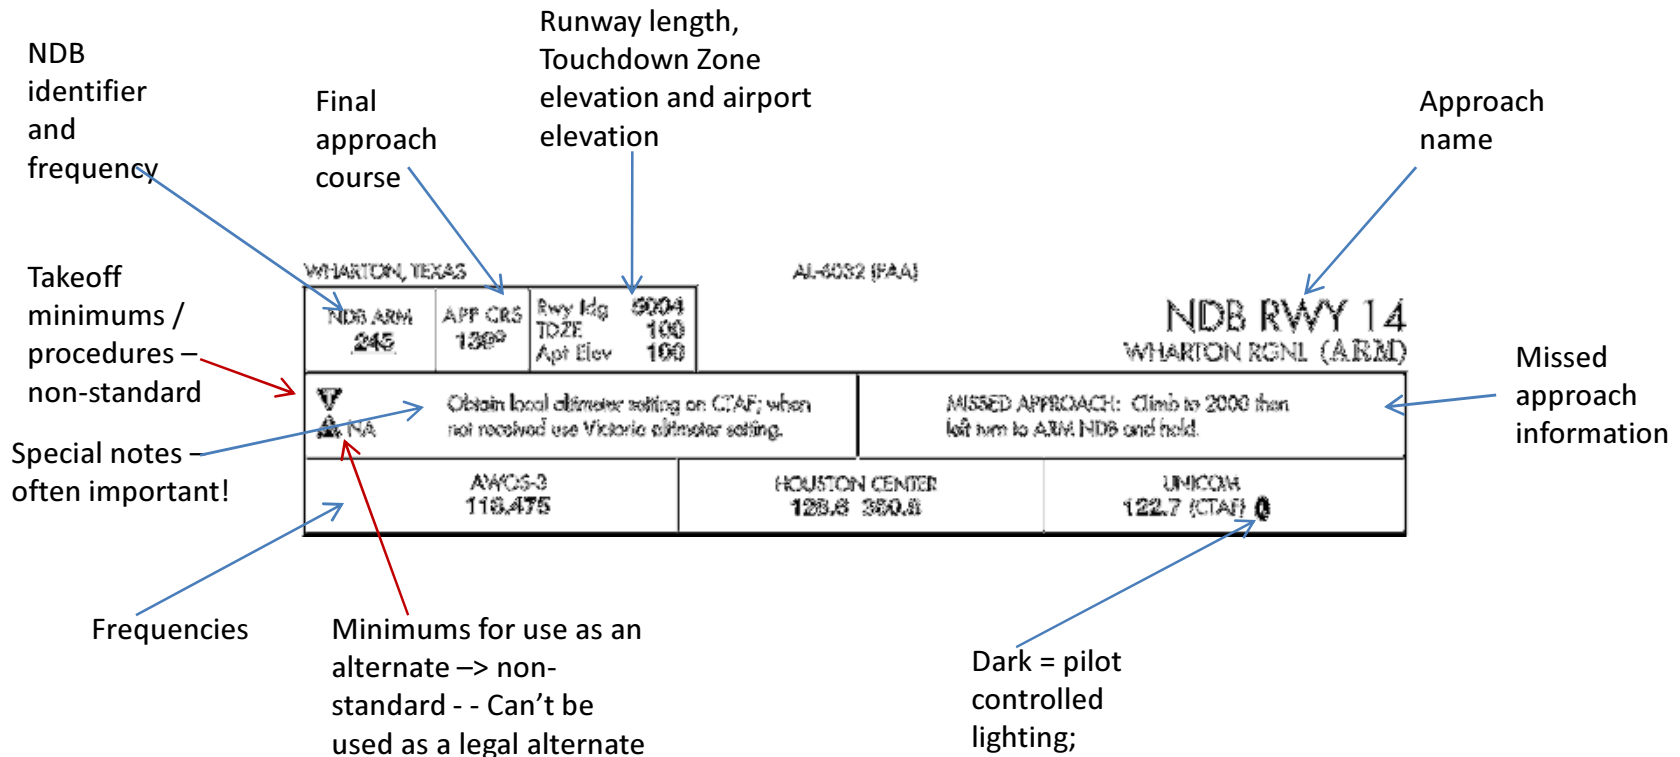 Runway length,
Touchdown Zone
elevation and airport
elevation
NDB
identifier
and
frequency
Final
approach
course
Approach
name
Takeoff
minimums /
procedures –
non-standard
Special notes –
often important!
WHARTON, TEXAS
AL-6032 (FAA)
NDB ARM
245
APP CRS
139°
Rwy ldg 5004
TDZE 100
Apt Elev 100
NDB RWY 14
WHARTON RGNL (ARM)
T
A NA
Obtain local altimeter setting on CTAF; when
not received use Victoria altimeter setting.
MISSED APPROACH: Climb to 2000 then
left turn to ARM NDB and hold.
AWOS-3
118.475
HOUSTON CENTER
UNICOM
122.7 (CTAF)
Missed
approach
information
Frequencies
Minimums for use as an
alternate –> non-
standard - - Can't be
used as a legal alternate
Dark = pilot
controlled
lighting;